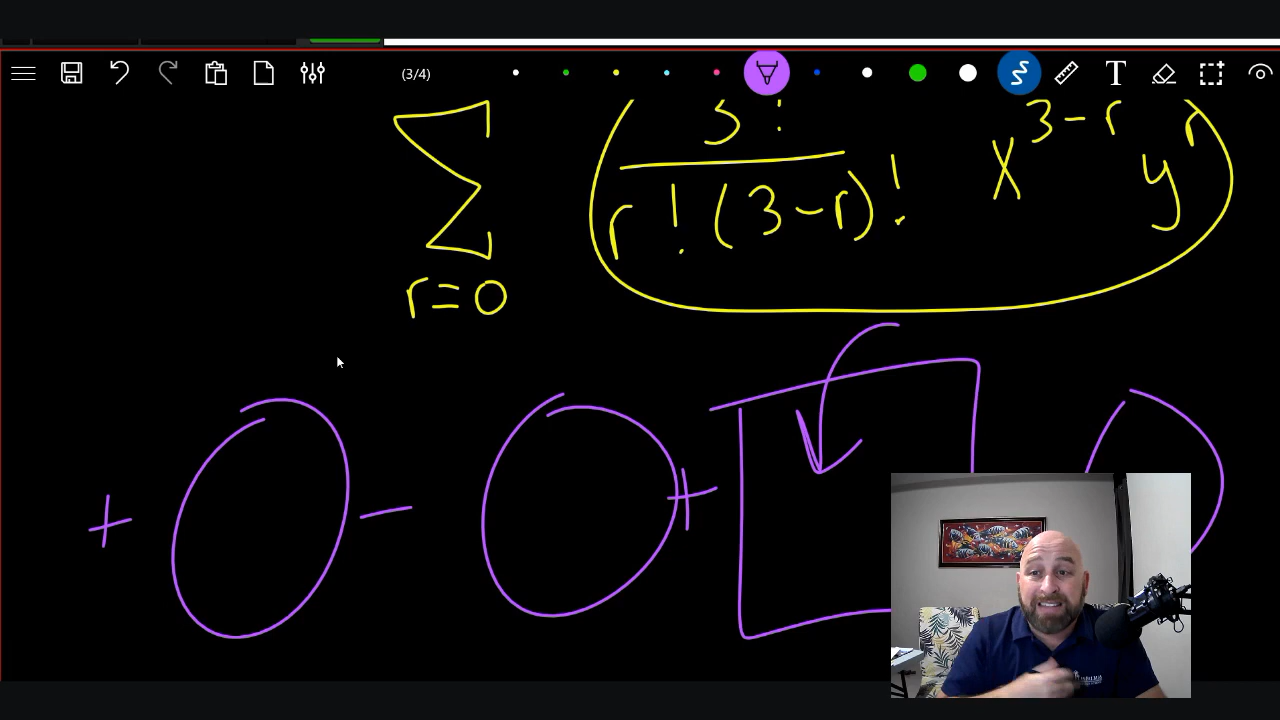 (3/4) T
∑ 3! x^{3-r} y^r
r!(3-r)!
r=0
+ - +